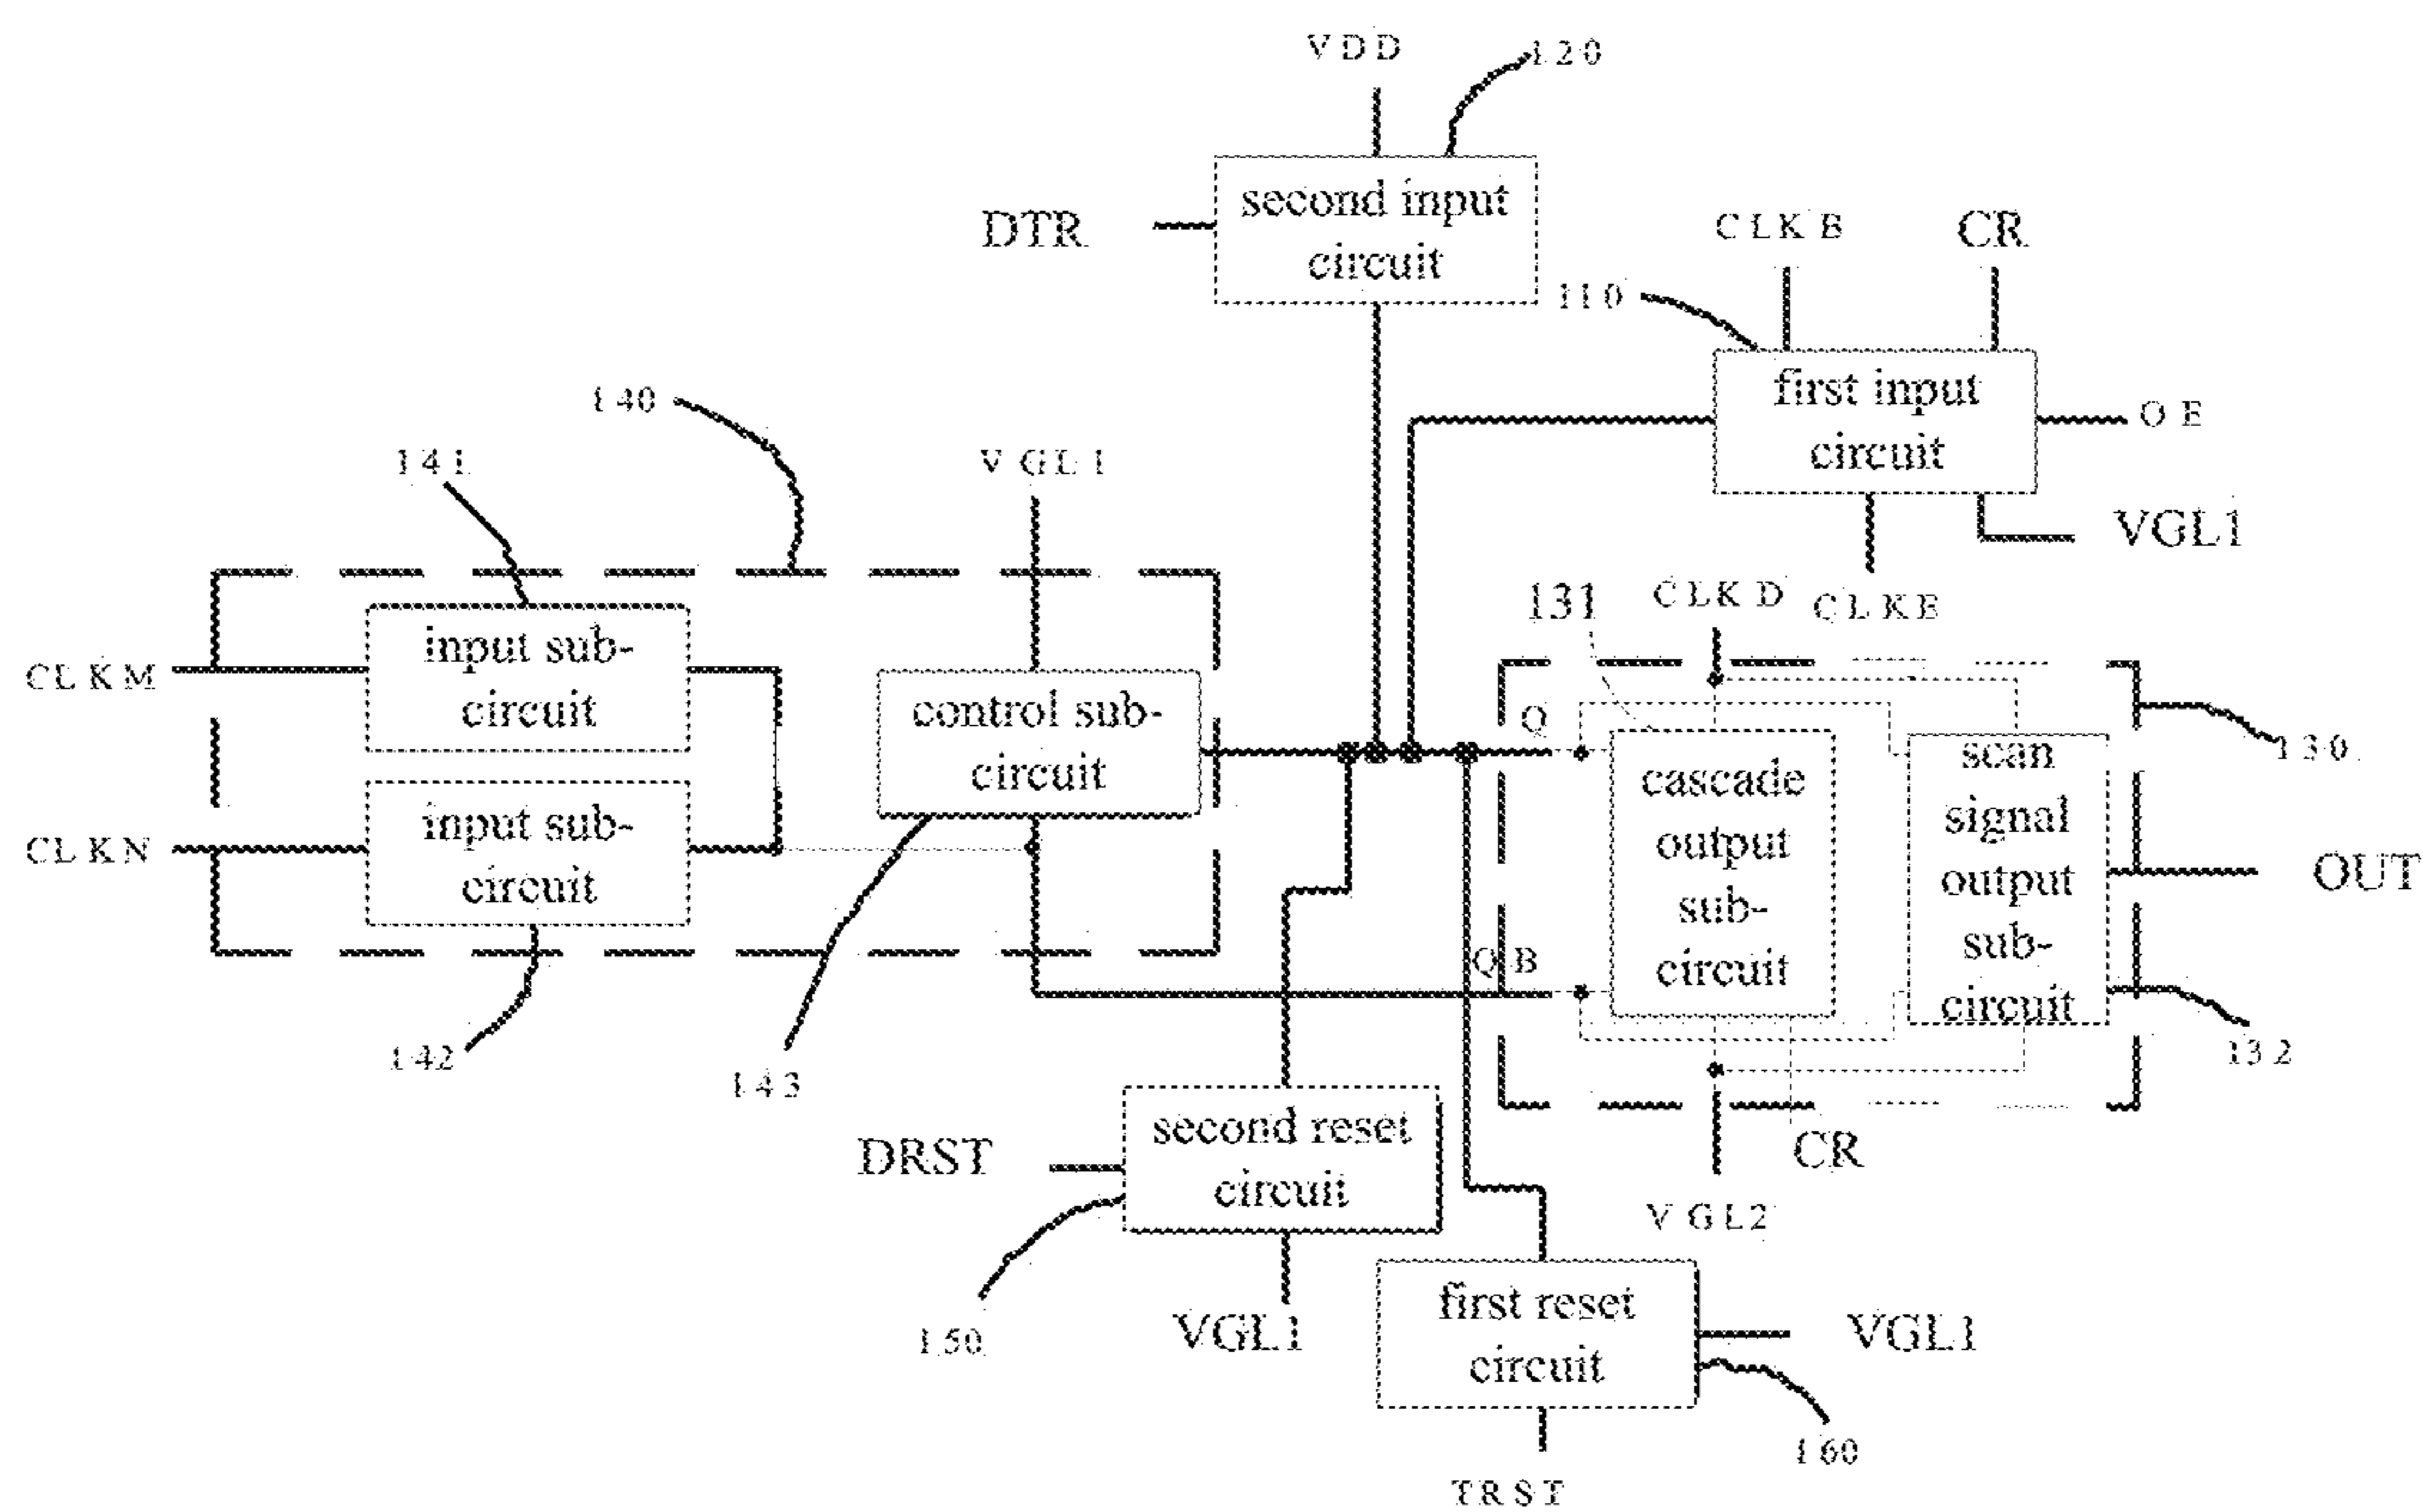 VDD
120
second input
circuit
DTR
CLKB
CR
110
first input
circuit
OE
VGL1
CLKE
140
141
VGL1
input sub-
circuit
CLKM
control sub-
circuit
input sub-
circuit
CLKN
142
143
131
CLKD
Q
QB
cascade
output
sub-
circuit
scan
signal
output
sub-
circuit
130
OUT
132
CR
VGL2
second reset
circuit
DRST
150
VGL1
first reset
circuit
VGL1
160
TRST